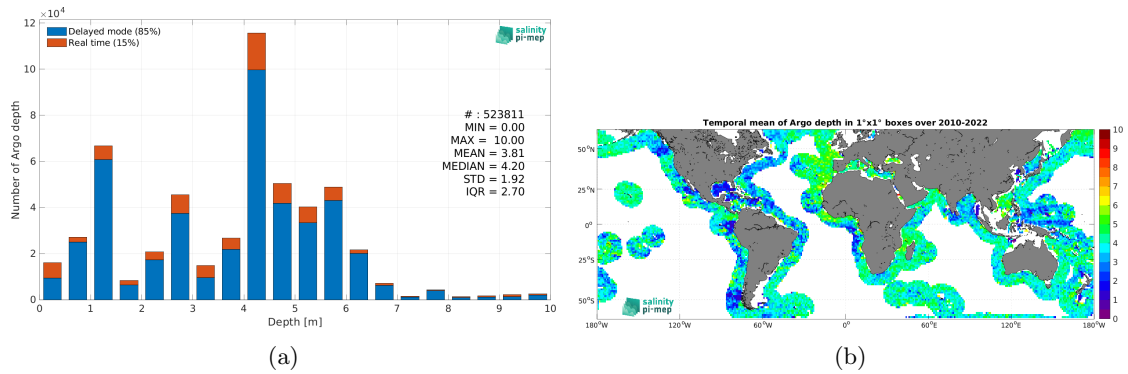 12 ×10⁴
Delayed mode (85%)
Real time (15%)
salinity
pi-mep
10
8
6
4
2
0
Number of Argo depth
# : 523811
MIN = 0.00
MAX = 10.00
MEAN = 3.81
MEDIAN = 4.20
STD = 1.92
IQR = 2.70
0 1 2 3 4 5 6 7 8 9 10
Depth [m]
(a)
Temporal mean of Argo depth in 1°x1° boxes over 2010-2022
50°N
25°N
0°
25°S
50°S
salinity
pi-mep
180°W 120°W 60°W 0° 60°E 120°E 180°W
10
9
8
7
6
5
4
3
2
1
0
(b)